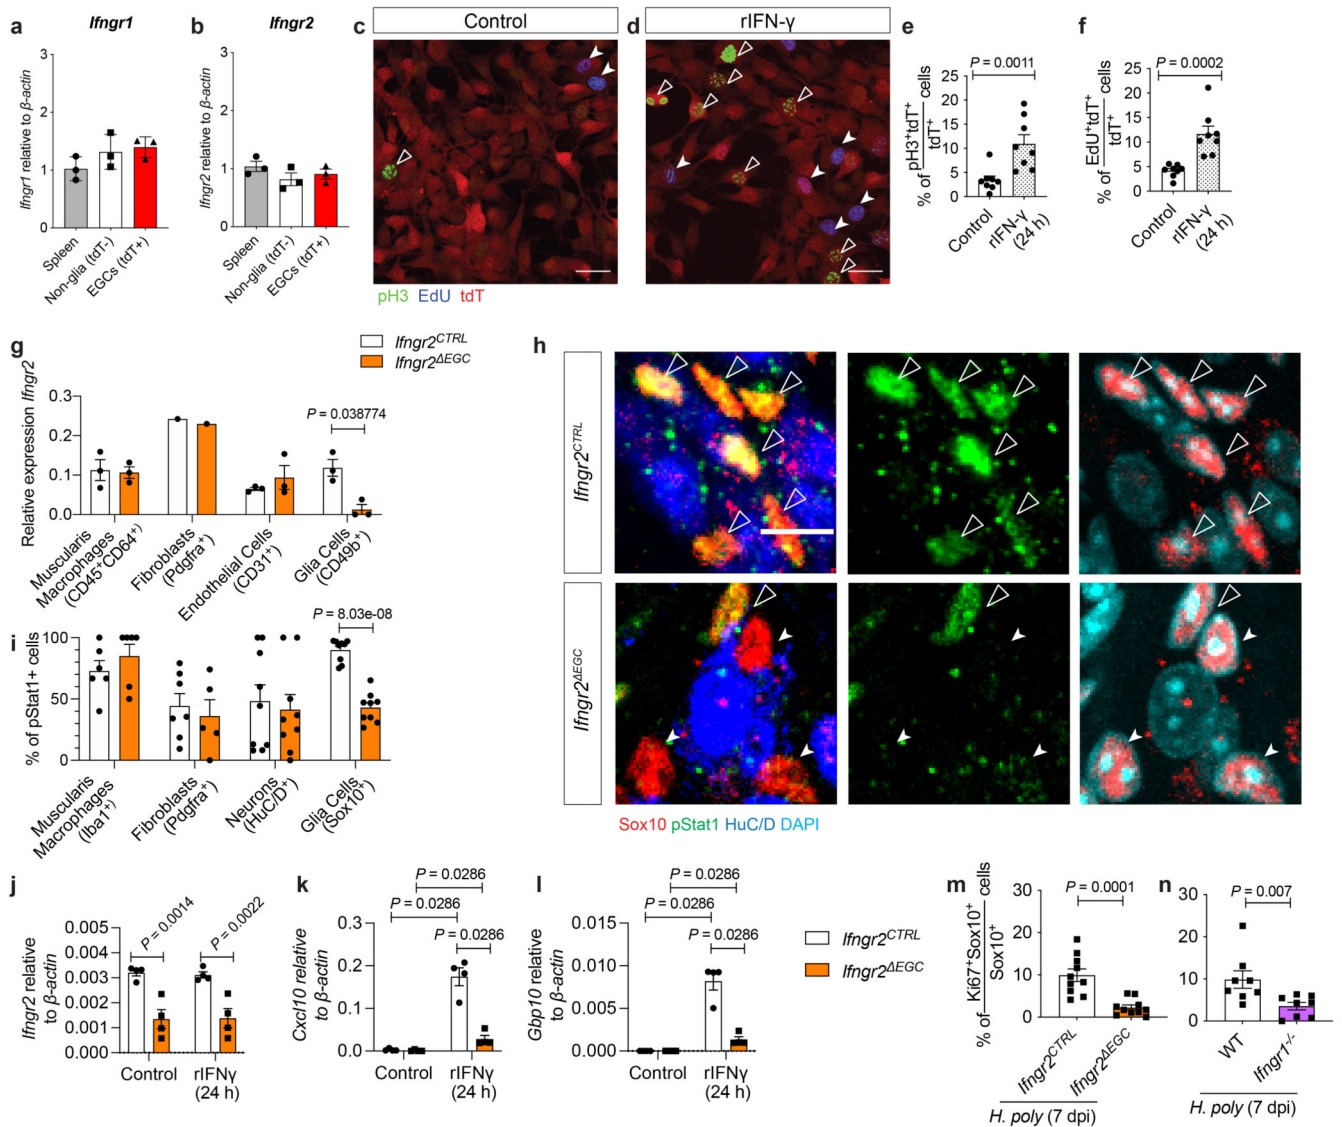 a
Ifngr1
Ifngr1 relative to β-actin
3
2
1
0
Spleen
Non-glia (tdT-)
EGCs (tdT+)
b
Ifngr2
Ifngr2 relative to β-actin
3
2
1
0
Spleen
Non-glia (tdT-)
EGCs (tdT+)
c
Control
d
rIFN-γ
pH3 EdU tdT
e
P = 0.0011
% of pH3+tdT+ cells
tdT+
25
20
15
10
5
0
Control
rIFN-γ
(24 h)
f
P = 0.0002
% of EdU+tdT+ cells
tdT+
25
20
15
10
5
0
Control
rIFN-γ
(24 h)
g
Ifngr2CTRL
Ifngr2ΔEGC
Relative expression Ifngr2
0.3
0.2
0.1
0.0
P = 0.038774
Muscularis
Macrophages
(CD45+CD64+)
Fibroblasts
(Pdgfra+)
Endothelial Cells
(CD31+)
Glia Cells
(CD49b+)
h
Ifngr2CTRL
Ifngr2ΔEGC
Sox10 pStat1 HuC/D DAPI
i
% of pStat1+ cells
100
50
0
P = 8.03e-08
Muscularis
Macrophages
(Iba1+)
Fibroblasts
(Pdgfra+)
Neurons
(HuC/D+)
Glia Cells
(Sox10+)
j
Ifngr2 relative
to β-actin
0.005
0.004
0.003
0.002
0.001
0.000
P = 0.0014
P = 0.0022
Control
rIFNγ
(24 h)
k
Cxcl10 relative
to β-actin
0.3
0.2
0.1
0.0
P = 0.0286
P = 0.0286
P = 0.0286
Control
rIFNγ
(24 h)
l
Gbp10 relative
to β-actin
0.015
0.010
0.005
0.000
P = 0.0286
P = 0.0286
P = 0.0286
Control
rIFNγ
(24 h)
Ifngr2CTRL
Ifngr2ΔEGC
m
% of Ki67+Sox10+ cells
Sox10+
30
20
10
0
P = 0.0001
Ifngr2CTRL
Ifngr2ΔEGC
H. poly (7 dpi)
n
30
20
10
0
P = 0.007
WT
Ifngr1-/-
H. poly (7 dpi)